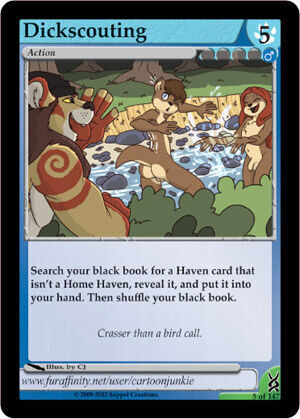 Dickscouting
5
Action
Search your black book for a Haven card that
isn't a Home Haven, reveal it, and put it into
your hand. Then shuffle your black book.
Crasser than a bird call.
Illus. by CJ
www.furaffinity.net/user/cartoonjunkie
© 2009-2012 Seppel Creations.
5 of 147